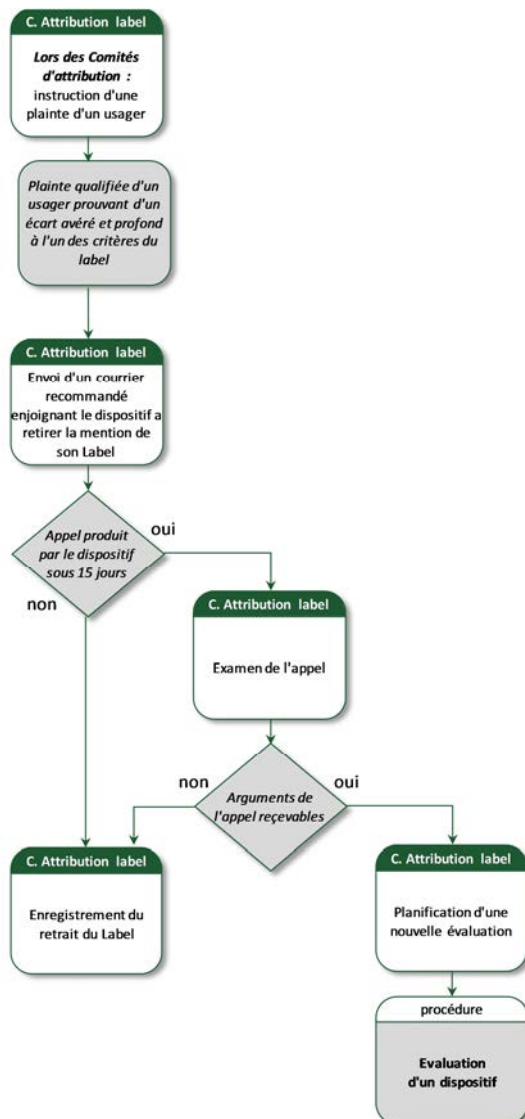 C. Attribution label
Lors des Comités
d'attribution :
instruction d'une
plainte d'un usager
Plainte qualifiée d'un
usager prouvant d'un
écart avéré et profond
à l'un des critères du
label
C. Attribution label
Envoi d'un courrier
recommandé
enjoignant le dispositif a
retirer la mention de
son Label
Appel produit
par le dispositif
sous 15 jours
oui
non
C. Attribution label
Examen de l'appel
non
oui
Arguments de
l'appel reçevables
C. Attribution label
Enregistrement du
retrait du Label
C. Attribution label
Planification d'une
nouvelle évaluation
procédure
Evaluation
d'un dispositif